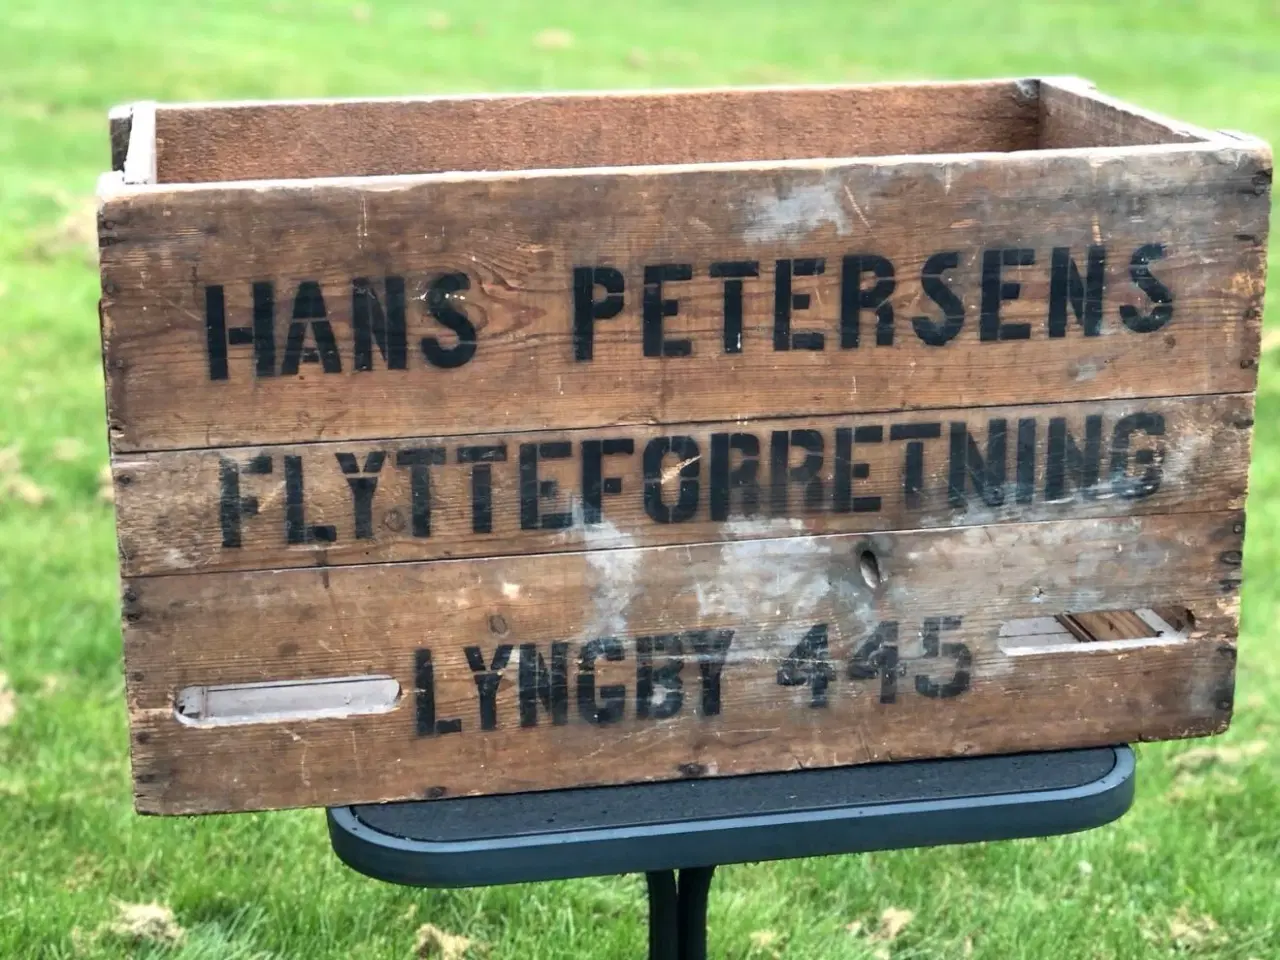 HANS PETERSENS
FLYTTEFORRETNING
LYNGBY 445